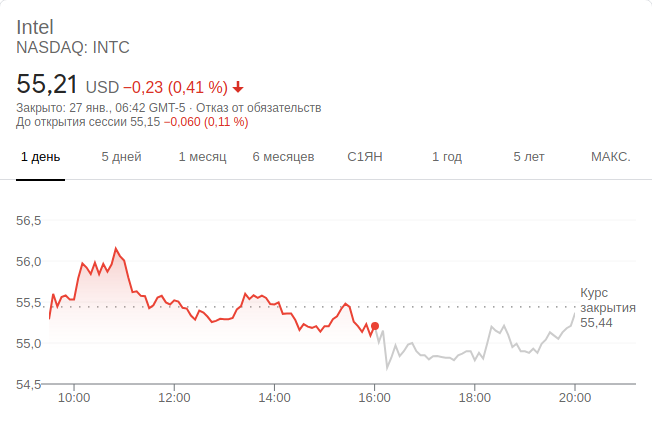 Intel
NASDAQ: INTC
55,21 USD −0,23 (0,41 %)
Закрыто: 27 янв., 06:42 GMT-5 · Отказ от обязательств
До открытия сессии 55,15 −0,060 (0,11 %)
1 день 5 дней 1 месяц 6 месяцев С1ЯН 1 год 5 лет МАКС.
56,5
56,0
55,5
55,0
54,5
Курс
закрытия
55,44
10:00 12:00 14:00 16:00 18:00 20:00